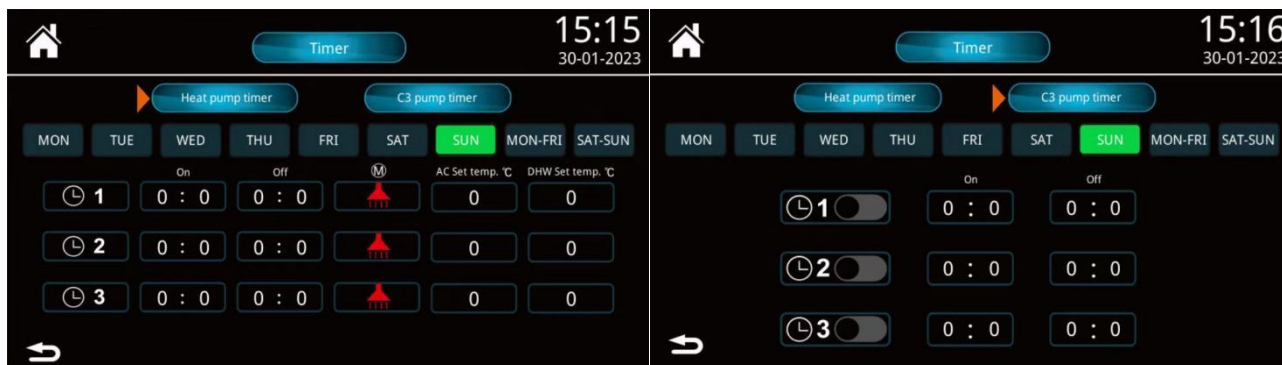 Timer
15:15
30-01-2023
Heat pump timer C3 pump timer
MON TUE WED THU FRI SAT SUN MON-FRI SAT-SUN
On Off M AC Set temp. ℃ DHW Set temp. ℃
1 0 : 0 0 : 0 0 0
2 0 : 0 0 : 0 0 0
3 0 : 0 0 : 0 0 0
Timer
15:16
30-01-2023
Heat pump timer C3 pump timer
MON TUE WED THU FRI SAT SUN MON-FRI SAT-SUN
On Off
1 0 : 0 0 : 0
2 0 : 0 0 : 0
3 0 : 0 0 : 0